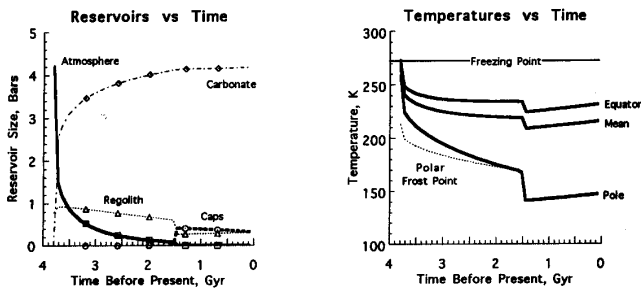 Reservoirs vs Time
5
4
3
2
1
0
Reservoir Size, Bars
Atmosphere
Carbonate
Regolith
Caps
4 3 2 1 0
Time Before Present, Gyr
Temperatures vs Time
300
250
200
150
100
Temperature, K
Freezing Point
Equator
Mean
Polar
Frost Point
Pole
4 3 2 1 0
Time Before Present, Gyr